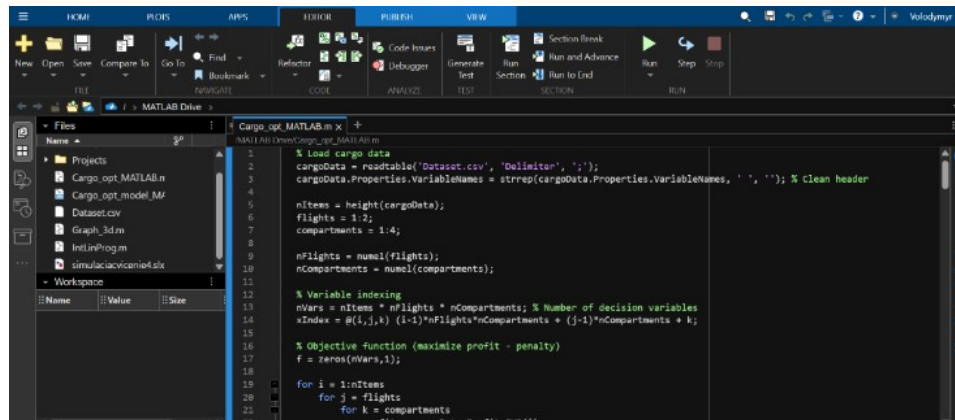 HOME PLOTS APPS EDITOR PUBLISH VIEW Volodymyr
New Open Save Compare To Go To Find Bookmark Refactor Code Issues Debugger Generate Test Run Section Section Break Run and Advance Run to End Run Step Stop
FILE NAVIGATE CODE ANALYZE TEST SECTION RUN
/ > MATLAB Drive >
Files
Name
Projects
Cargo_opt_MATLAB.m
Cargo_opt_model_MA
Dataset.csv
Graph_3d.m
IntLinProg.m
simulaciacvicenie4.slx
Workspace
Name Value Size
Cargo_opt_MATLAB.m × +
/MATLAB Drive/Cargo_opt_MATLAB.m
1 % Load cargo data
2 cargoData = readtable('Dataset.csv', 'Delimiter', ';');
3 cargoData.Properties.VariableNames = strrep(cargoData.Properties.VariableNames, ' ', ''); % Clean header
4
5 nItems = height(cargoData);
6 flights = 1:2;
7 compartments = 1:4;
8
9 nFlights = numel(flights);
10 nCompartments = numel(compartments);
11
12 % Variable indexing
13 nVars = nItems * nFlights * nCompartments; % Number of decision variables
14 xIndex = @(i,j,k) (i-1)*nFlights*nCompartments + (j-1)*nCompartments + k;
15
16 % Objective function (maximize profit - penalty)
17 f = zeros(nVars,1);
18
19 for i = 1:nItems
20 for j = flights
21 for k = compartments